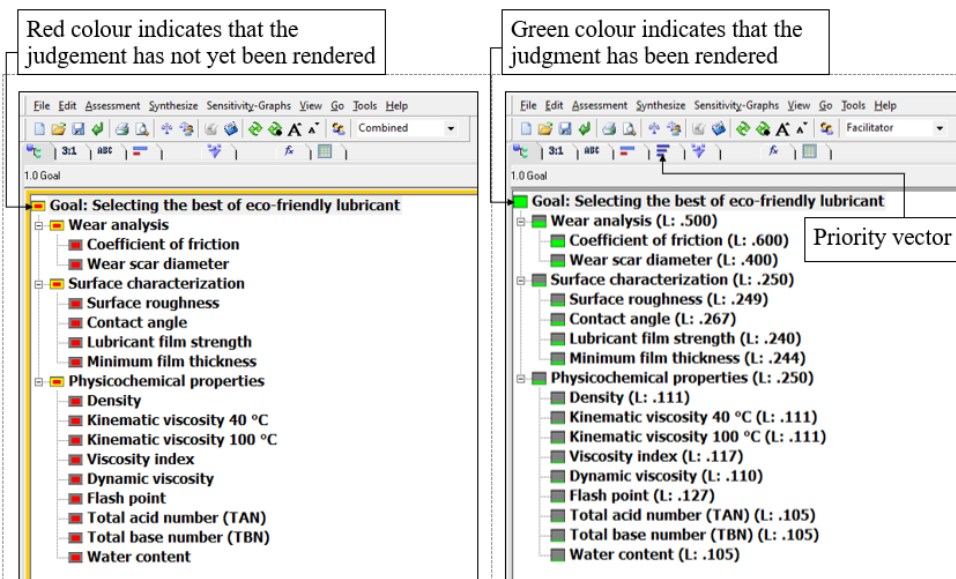 Red colour indicates that the
judgement has not yet been rendered
Green colour indicates that the
judgment has been rendered
File Edit Assessment Synthesize Sensitivity-Graphs View Go Tools Help
Combined
3:1 ABC
1.0 Goal
Goal: Selecting the best of eco-friendly lubricant
Wear analysis
Coefficient of friction
Wear scar diameter
Surface characterization
Surface roughness
Contact angle
Lubricant film strength
Minimum film thickness
Physicochemical properties
Density
Kinematic viscosity 40 °C
Kinematic viscosity 100 °C
Viscosity index
Dynamic viscosity
Flash point
Total acid number (TAN)
Total base number (TBN)
Water content
File Edit Assessment Synthesize Sensitivity-Graphs View Go Tools Help
Facilitator
3:1 ABC
1.0 Goal
Goal: Selecting the best of eco-friendly lubricant
Wear analysis (L: .500)
Coefficient of friction (L: .600)
Wear scar diameter (L: .400)
Surface characterization (L: .250)
Surface roughness (L: .249)
Contact angle (L: .267)
Lubricant film strength (L: .240)
Minimum film thickness (L: .244)
Physicochemical properties (L: .250)
Density (L: .111)
Kinematic viscosity 40 °C (L: .111)
Kinematic viscosity 100 °C (L: .111)
Viscosity index (L: .117)
Dynamic viscosity (L: .110)
Flash point (L: .127)
Total acid number (TAN) (L: .105)
Total base number (TBN) (L: .105)
Water content (L: .105)
Priority vector